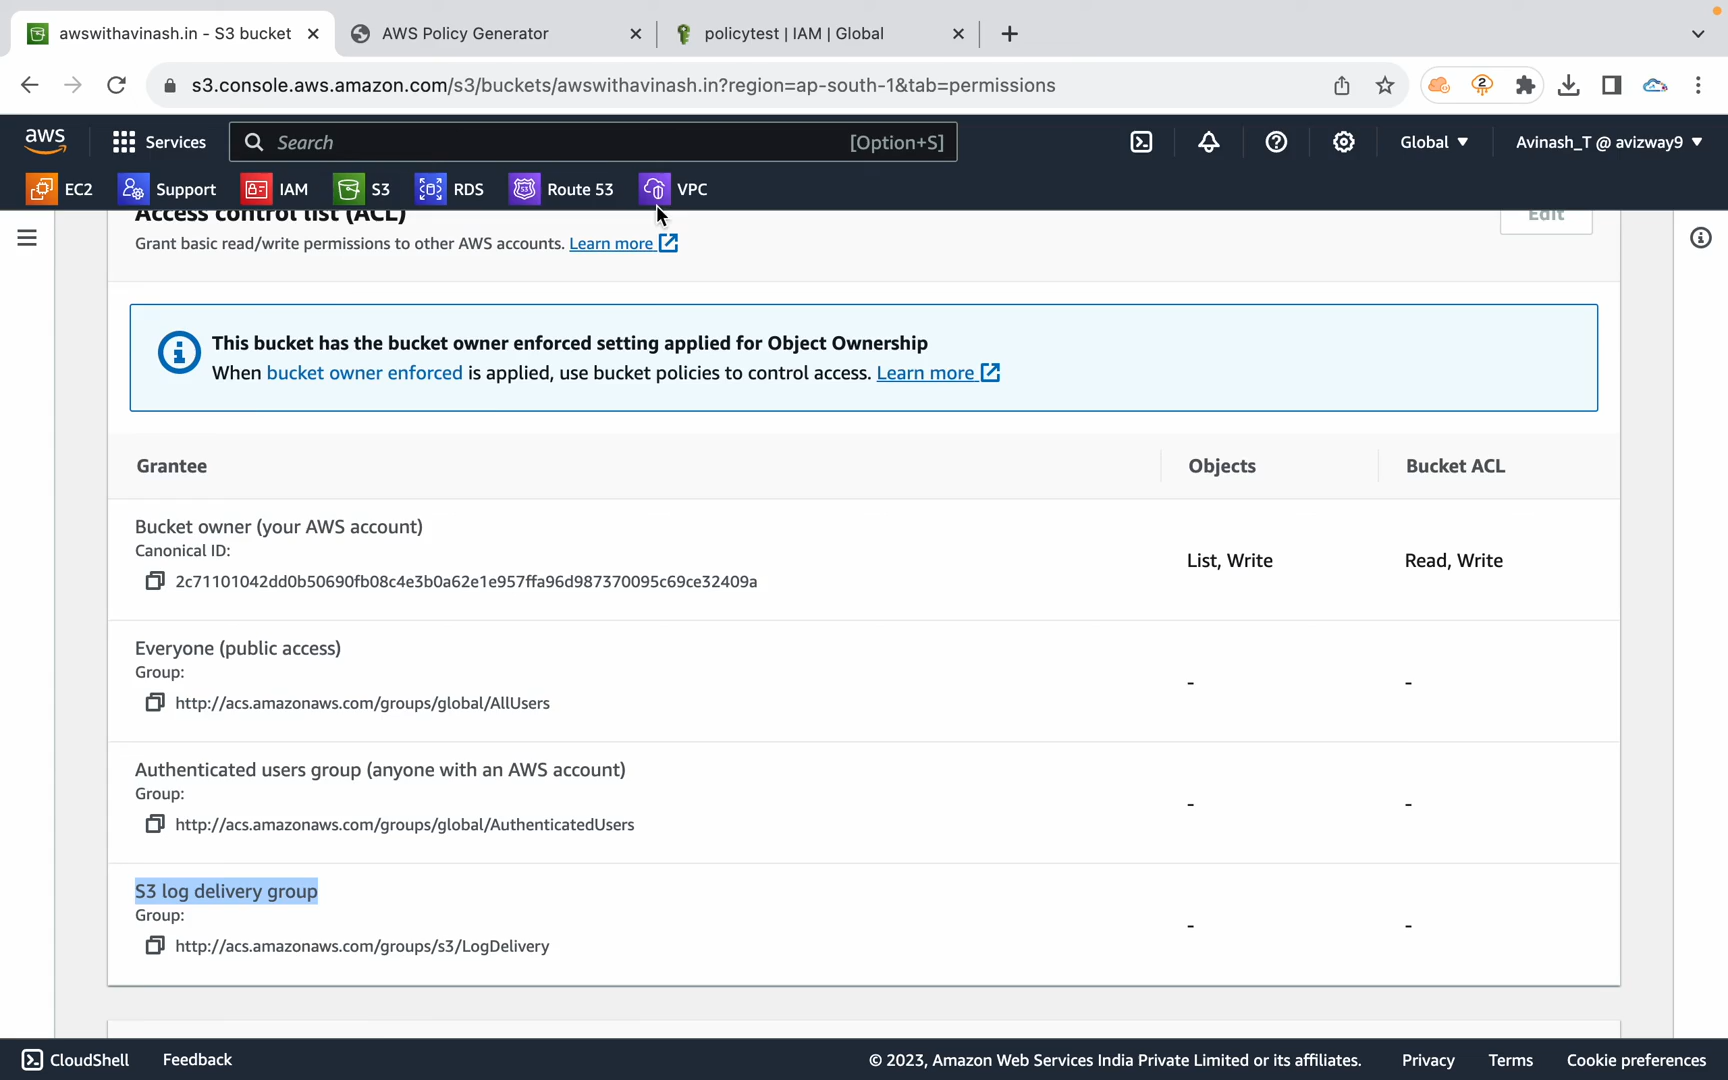 awswithavinash.in - S3 bucket
AWS Policy Generator
policytest | IAM | Global
s3.console.aws.amazon.com/s3/buckets/awswithavinash.in?region=ap-south-1&tab=permissions
2
aws
Services
Search
[Option+S]
Global
Avinash_T @ avizway9
EC2
Support
IAM
S3
RDS
Route 53
VPC
Access control list (ACL)
Edit
Grant basic read/write permissions to other AWS accounts. Learn more
This bucket has the bucket owner enforced setting applied for Object Ownership
When bucket owner enforced is applied, use bucket policies to control access. Learn more
Grantee
Objects
Bucket ACL
Bucket owner (your AWS account)
Canonical ID:
2c71101042dd0b50690fb08c4e3b0a62e1e957ffa96d987370095c69ce32409a
List, Write
Read, Write
Everyone (public access)
Group:
http://acs.amazonaws.com/groups/global/AllUsers
-
-
Authenticated users group (anyone with an AWS account)
Group:
http://acs.amazonaws.com/groups/global/AuthenticatedUsers
-
-
S3 log delivery group
Group:
http://acs.amazonaws.com/groups/s3/LogDelivery
-
-
CloudShell
Feedback
© 2023, Amazon Web Services India Private Limited or its affiliates.
Privacy
Terms
Cookie preferences